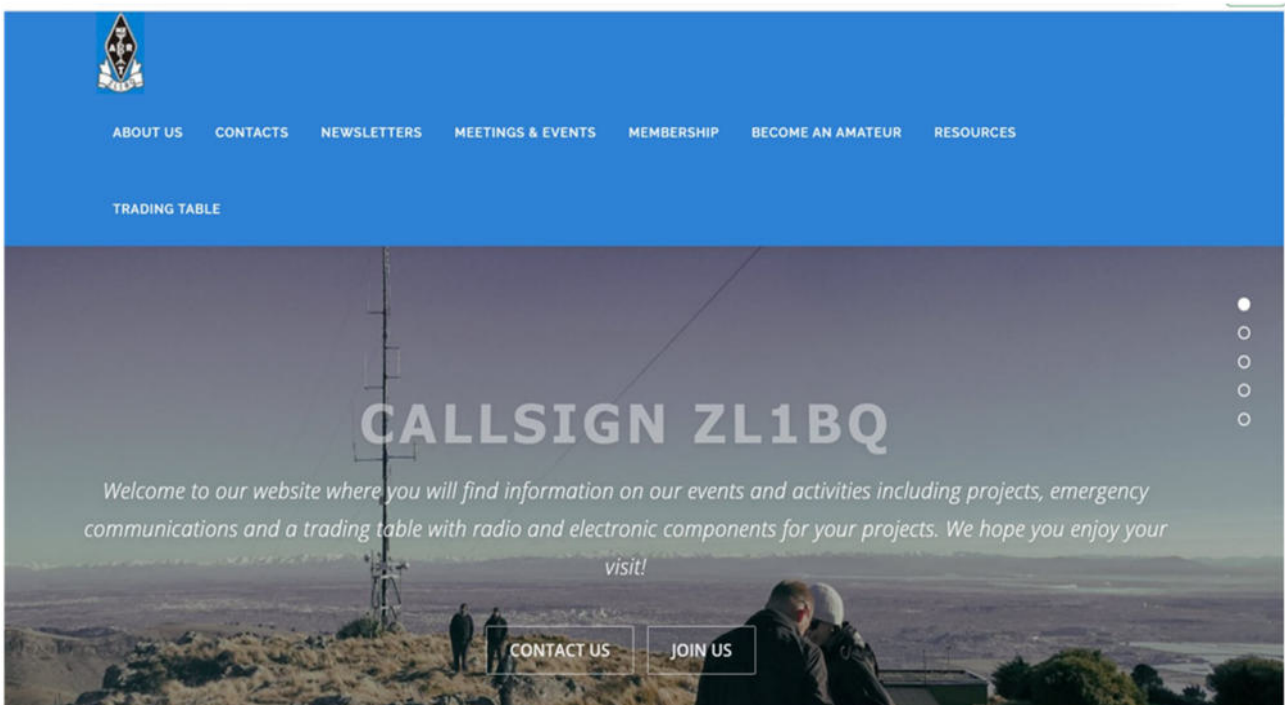 A R
T
ZL1BQ
ABOUT US CONTACTS NEWSLETTERS MEETINGS & EVENTS MEMBERSHIP BECOME AN AMATEUR RESOURCES
TRADING TABLE
CALLSIGN ZL1BQ
Welcome to our website where you will find information on our events and activities including projects, emergency
communications and a trading table with radio and electronic components for your projects. We hope you enjoy your
visit!
CONTACT US JOIN US